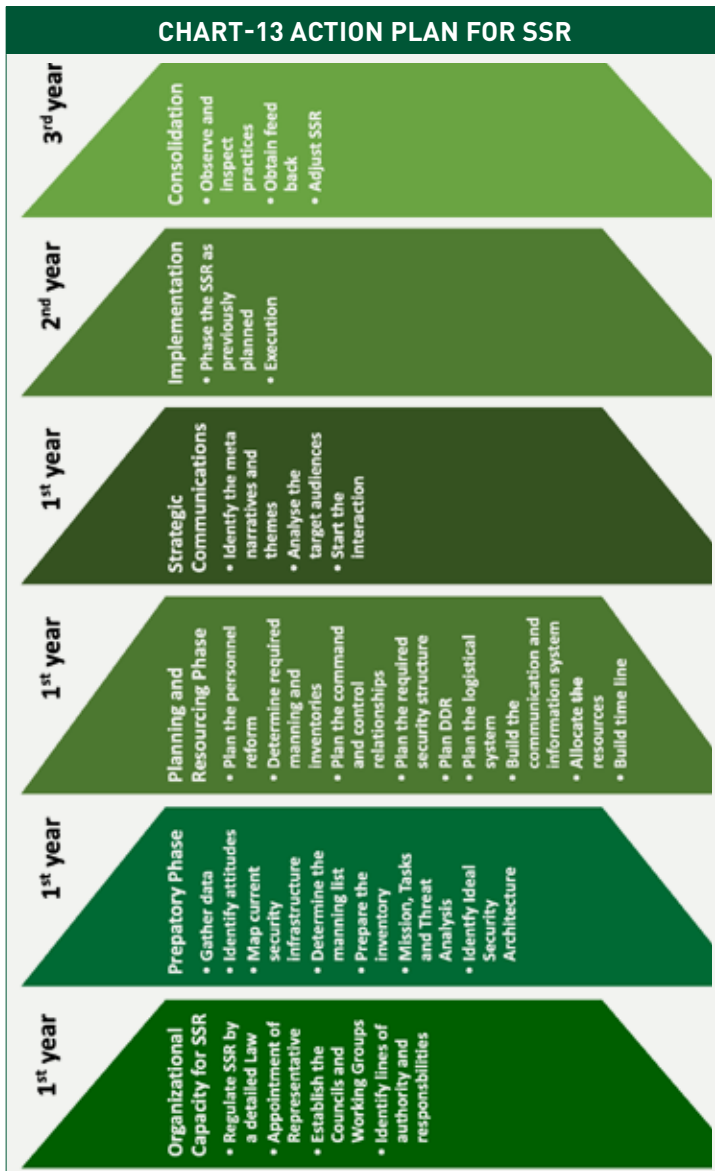 CHART-13 ACTION PLAN FOR SSR
1st year
Organizational
Capacity for SSR
• Regulate SSR by
a detailed Law
• Appointment of
Representative
• Establish the
Councils and
Working Groups
• Identify lines of
authority and
responsbilities
1st year
Prepatory Phase
• Gather data
• Identify attitudes
• Map current
security
infrastructure
• Determine the
manning list
• Prepare the
inventory
• Mission, Tasks
and Threat
Analysis
• Identfy Ideal
Security
Architecture
1st year
Planning and
Resourcing Phase
• Plan the personnel
reform
• Determine required
manning and
inventories
• Plan the command
and control
relationships
• Plan the required
security structure
• Plan DDR
• Plan the logistical
system
• Build the
communication and
information system
• Allocate the
resources
• Build time line
1st year
Strategic
Communications
• Identfy the meta
narratives and
themes
• Analyse the
target audiences
• Start the
interaction
2nd year
Implementation
• Phase the SSR as
previously
planned
• Execution
3rd year
Consolidation
• Observe and
inspect
practices
• Obtain feed
back
• Adjust SSR